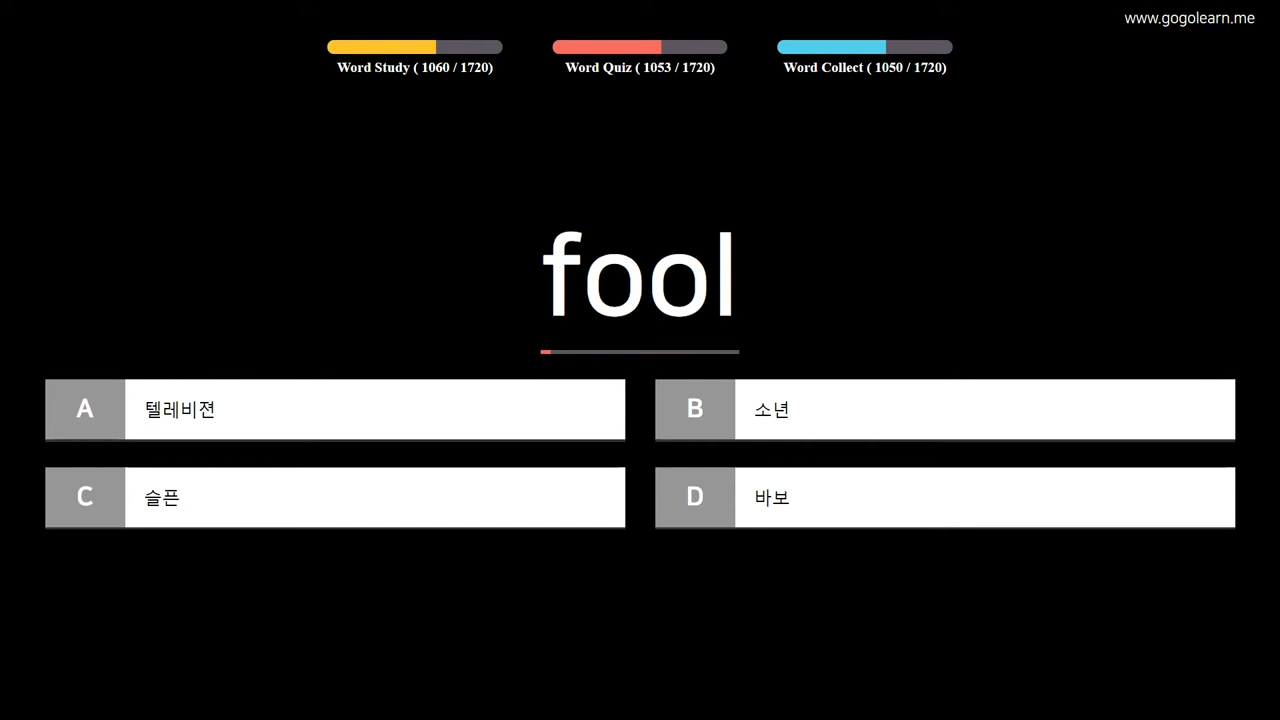 www.gogolearn.me
Word Study ( 1060 / 1720) Word Quiz ( 1053 / 1720) Word Collect ( 1050 / 1720)
fool
A 텔레비젼 B 소년
C 슬픈 D 바보